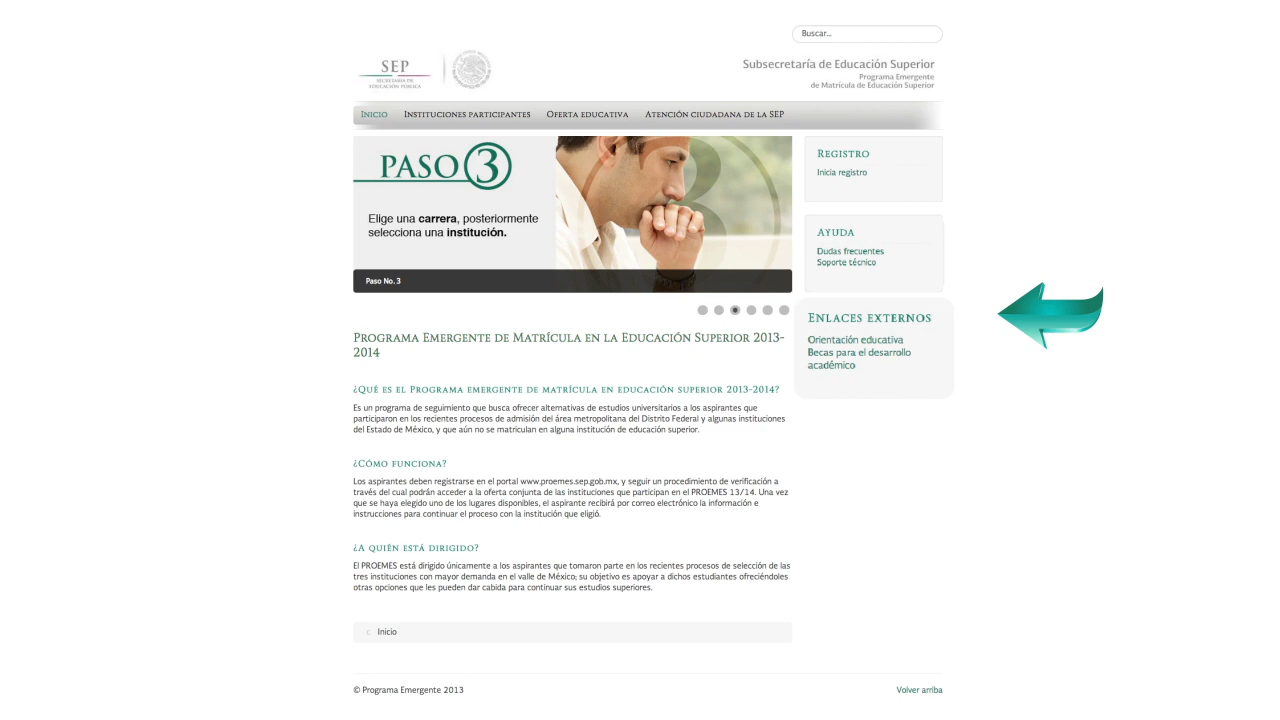 Buscar...
SEP
SECRETARÍA DE
EDUCACIÓN PÚBLICA
Subsecretaría de Educación Superior
Programa Emergente
de Matrícula de Educación Superior
Inicio
Instituciones participantes
Oferta educativa
Atención ciudadana de la SEP
PASO 3
Elige una carrera, posteriormente
selecciona una institución.
Paso No. 3
Registro
Inicia registro
Ayuda
Dudas frecuentes
Soporte técnico
Enlaces externos
Orientación educativa
Becas para el desarrollo
académico
Programa Emergente de Matrícula en la Educación Superior 2013-
2014
¿Qué es el Programa emergente de matrícula en educación superior 2013-2014?
Es un programa de seguimiento que busca ofrecer alternativas de estudios universitarios a los aspirantes que
participaron en los recientes procesos de admisión del área metropolitana del Distrito Federal y algunas instituciones
del Estado de México, y que aún no se matriculan en alguna institución de educación superior.
¿Cómo funciona?
Los aspirantes deben registrarse en el portal www.proemes.sep.gob.mx, y seguir un procedimiento de verificación a
través del cual podrán acceder a la oferta conjunta de las instituciones que participan en el PROEMES 13/14. Una vez
que se haya elegido uno de los lugares disponibles, el aspirante recibirá por correo electrónico la información e
instrucciones para continuar el proceso con la institución que eligió.
¿A quién está dirigido?
El PROEMES está dirigido únicamente a los aspirantes que tomaron parte en los recientes procesos de selección de las
tres instituciones con mayor demanda en el valle de México; su objetivo es apoyar a dichos estudiantes ofreciéndoles
otras opciones que les pueden dar cabida para continuar sus estudios superiores.
Inicio
© Programa Emergente 2013
Volver arriba